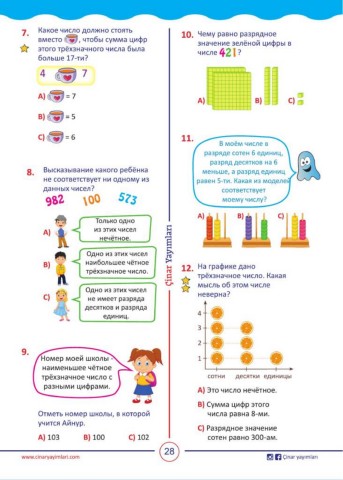 7. Какое число должно стоять
вместо , чтобы сумма цифр
этого трёхзначного числа была
больше 17-ти?
4 7
A) = 7
B) = 5
C) = 6
8. Высказывание какого ребёнка
не соответствует ни одному из
данных чисел?
982 100 573
A) Только одно
из этих чисел
нечётное.
B) Одно из этих чисел
наибольшее чётное
трёхзначное число.
C) Одно из этих чисел
не имеет разряда
десятков и разряда
единиц.
9.
Номер моей школы -
наименьшее чётное
трёхзначное число с
разными цифрами.
Отметь номер школы, в которой
учится Айнур.
A) 103 B) 100 C) 102
Çınar Yayımları
10. Чему равно разрядное
значение зелёной цифры в
числе 421?
A) B) C)
11.
В моём числе в
разряде сотен 6 единиц,
разряд десятков на 6
меньше, а разряд единиц
равен 5-ти. Какая из моделей
соответствует
моему числу?
A) B) C)
12. На графике дано
трёхзначное число. Какая
мысль об этом числе
неверна?
4
3
2
1
сотни десятки единицы
A) Это число нечётное.
B) Сумма цифр этого
числа равна 8-ми.
C) Разрядное значение
сотен равно 300-ам.
www.cinaryayimlari.com
28
Çınar yayımları